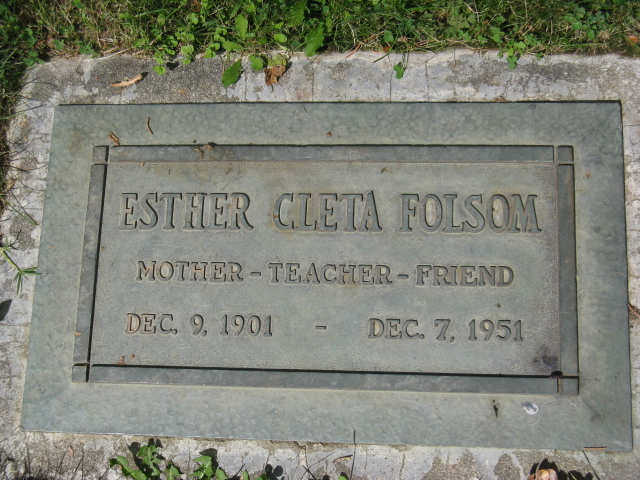 ESTHER CLETA FOLSOM
MOTHER - TEACHER - FRIEND
DEC. 9, 1901 - DEC. 7, 1951